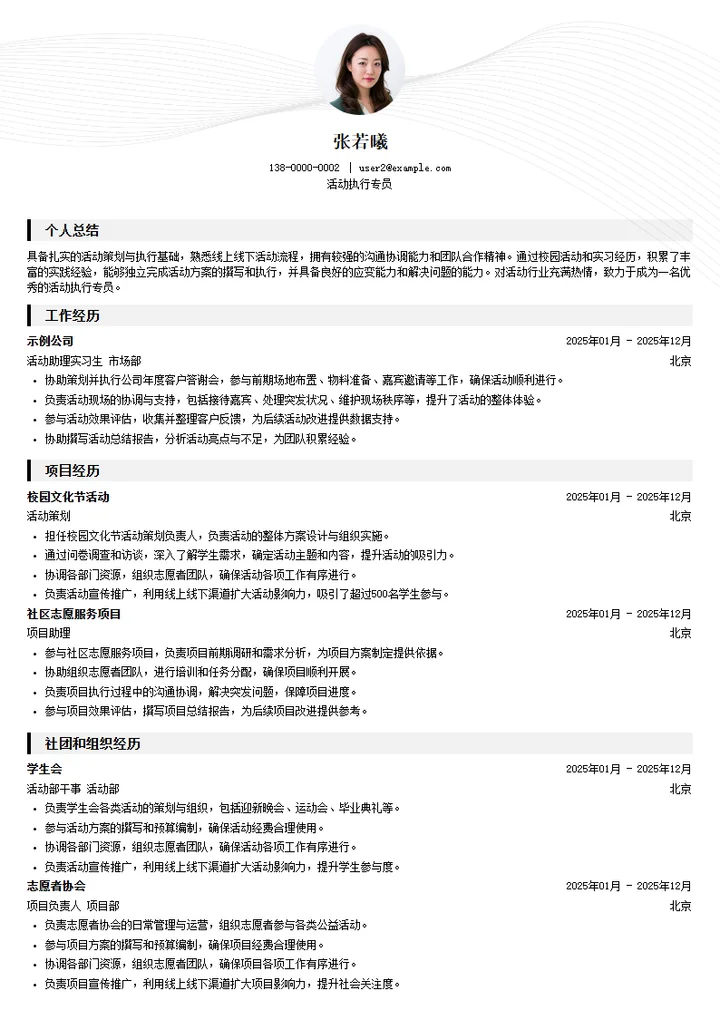 张若曦
138-0000-0002 | user2@example.com
活动执行专员
个人总结
具备扎实的活动策划与执行基础，熟悉线上线下活动流程，拥有较强的沟通协调能力和团队合作精神。通过校园活动和实习经历，积累了丰
富的实践经验，能够独立完成活动方案的撰写和执行，并具备良好的应变能力和解决问题的能力。对活动行业充满热情，致力于成为一名优
秀的活动执行专员。
工作经历
示例公司 2025年01月 - 2025年12月
活动助理实习生 市场部 北京
• 协助策划并执行公司年度客户答谢会，参与前期场地布置、物料准备、嘉宾邀请等工作，确保活动顺利进行。
• 负责活动现场的协调与支持，包括接待嘉宾、处理突发状况、维护现场秩序等，提升了活动的整体体验。
• 参与活动效果评估，收集并整理客户反馈，为后续活动改进提供数据支持。
• 协助撰写活动总结报告，分析活动亮点与不足，为团队积累经验。
项目经历
校园文化节活动 2025年01月 - 2025年12月
活动策划 北京
• 担任校园文化节活动策划负责人，负责活动的整体方案设计与组织实施。
• 通过问卷调查和访谈，深入了解学生需求，确定活动主题和内容，提升活动的吸引力。
• 协调各部门资源，组织志愿者团队，确保活动各项工作有序进行。
• 负责活动宣传推广，利用线上线下渠道扩大活动影响力，吸引了超过500名学生参与。
社区志愿服务项目 2025年01月 - 2025年12月
项目助理 北京
• 参与社区志愿服务项目，负责项目前期调研和需求分析，为项目方案制定提供依据。
• 协助组织志愿者团队，进行培训和任务分配，确保项目顺利开展。
• 负责项目执行过程中的沟通协调，解决突发问题，保障项目进度。
• 参与项目效果评估，撰写项目总结报告，为后续项目改进提供参考。
社团和组织经历
学生会 2025年01月 - 2025年12月
活动部干事 活动部 北京
• 负责学生会各类活动的策划与组织，包括迎新晚会、运动会、毕业典礼等。
• 参与活动方案的撰写和预算编制，确保活动经费合理使用。
• 协调各部门资源，组织志愿者团队，确保活动各项工作有序进行。
• 负责活动宣传推广，利用线上线下渠道扩大活动影响力，提升学生参与度。
志愿者协会 2025年01月 - 2025年12月
项目负责人 项目部 北京
• 负责志愿者协会的日常管理与运营，组织志愿者参与各类公益活动。
• 参与项目方案的撰写和预算编制，确保项目经费合理使用。
• 协调各部门资源，组织志愿者团队，确保项目各项工作有序进行。
• 负责项目宣传推广，利用线上线下渠道扩大项目影响力，提升社会关注度。